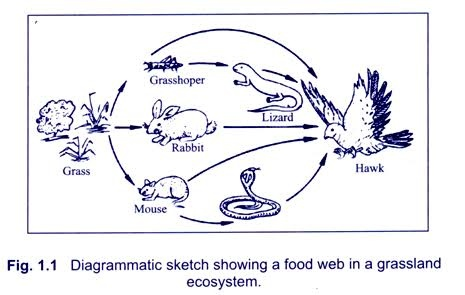 Grasshoper
Lizard
Rabbit
Grass
Hawk
Mouse
Fig. 1.1 Diagrammatic sketch showing a food web in a grassland
ecosystem.